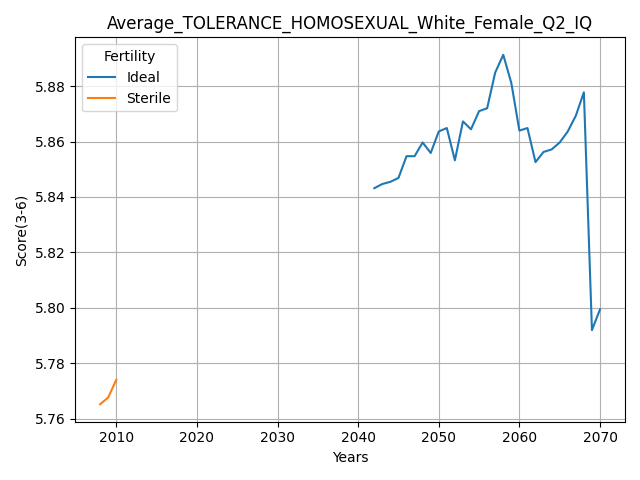 Average_TOLERANCE_HOMOSEXUAL_White_Female_Q2_IQ
Fertility
Ideal
Sterile
Score(3-6)
5.88
5.86
5.84
5.82
5.80
5.78
5.76
2010 2020 2030 2040 2050 2060 2070
Years